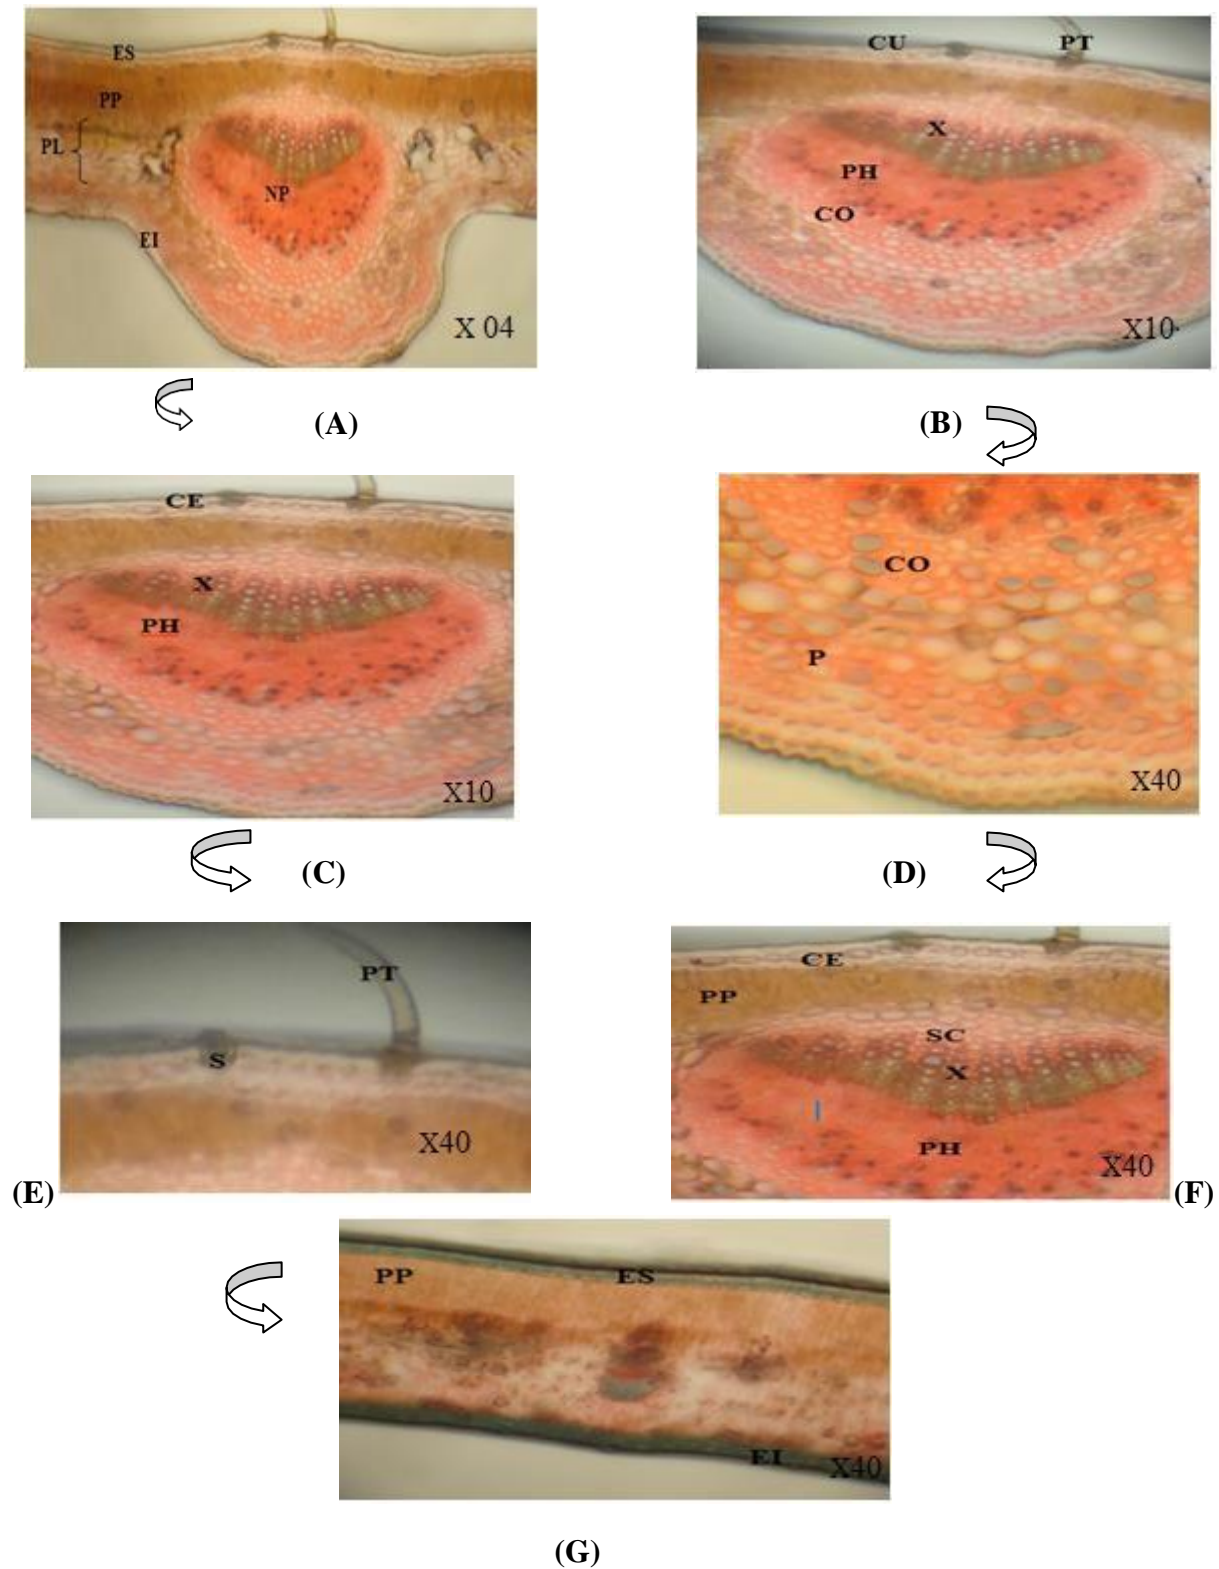 ES
PP
PL
NP
EI
X 04
(A)
CU
PT
X
PH
CO
X10
(B)
CE
X
PH
X10
(C)
CO
P
X40
(D)
PT
S
X40
(E)
CE
PP
SC
X
PH
X40
(F)
PP
ES
EI
X40
(G)